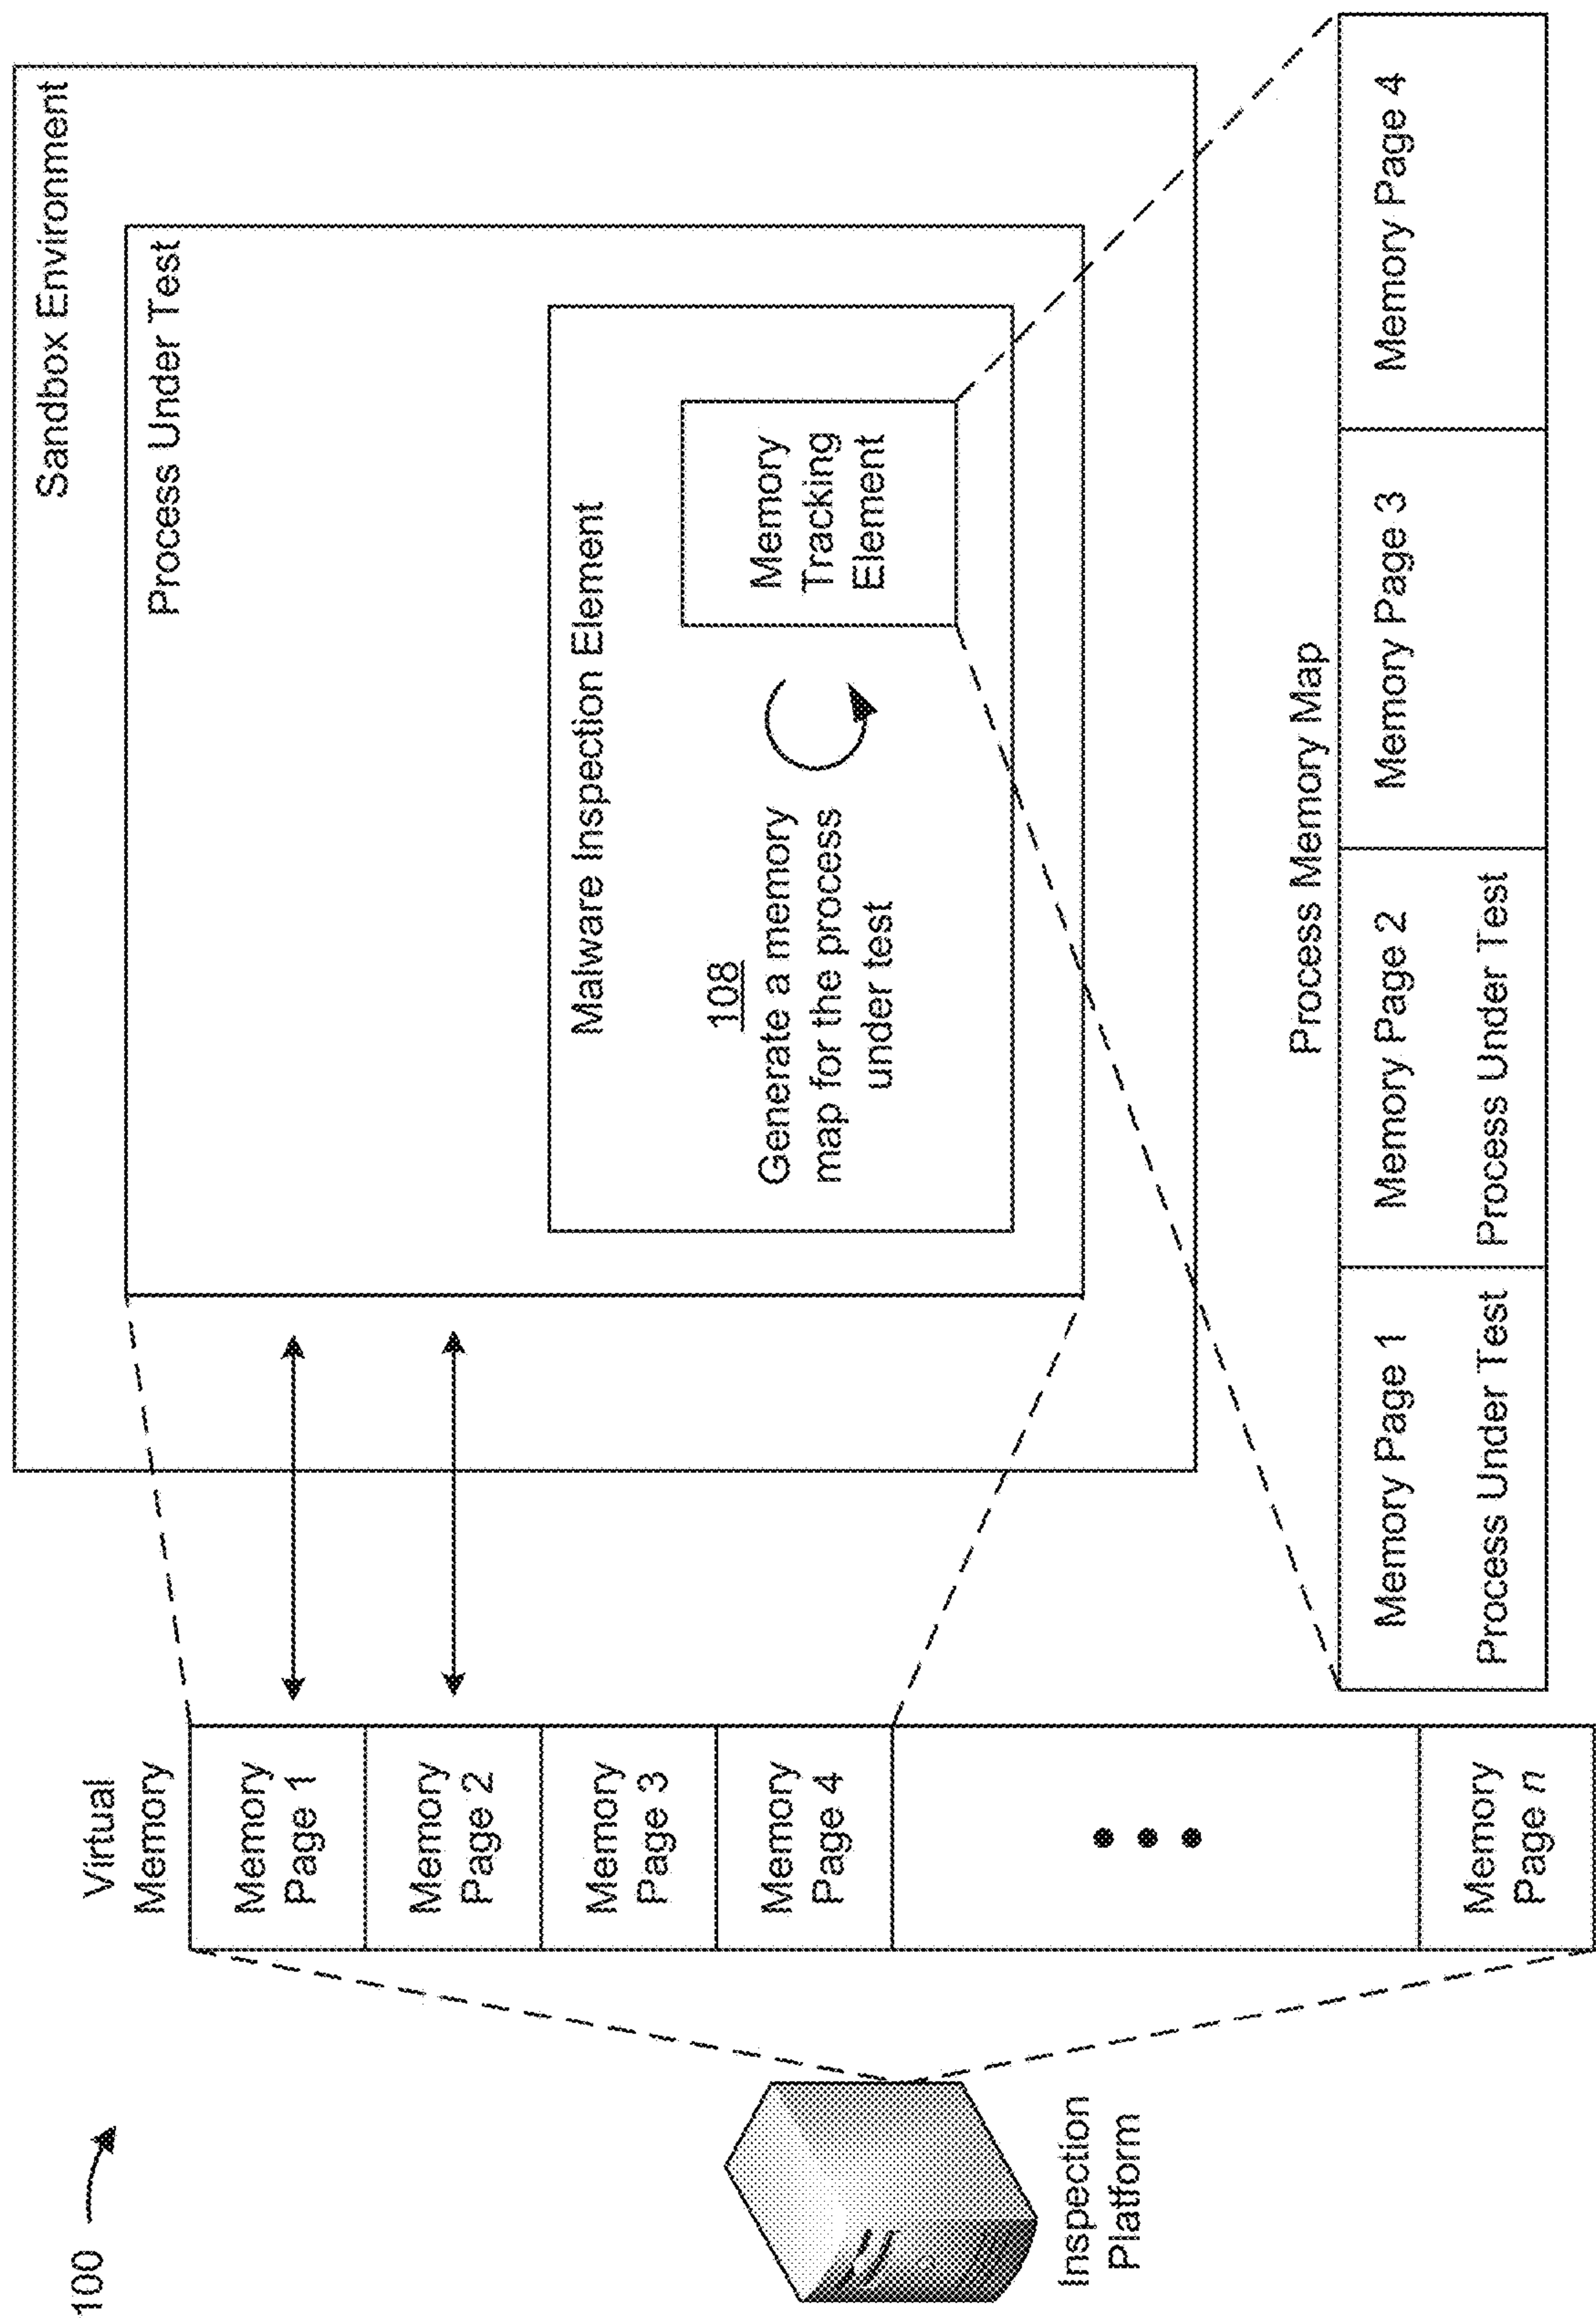 100
Inspection
Platform
Virtual
Memory
Memory
Page 1
Memory
Page 2
Memory
Page 3
Memory
Page 4
Memory
Page n
Sandbox Environment
Process Under Test
Malware Inspection Element
108
Generate a memory
map for the process
under test
Memory
Tracking
Element
Process Memory Map
Memory Page 1
Process Under Test
Memory Page 2
Process Under Test
Memory Page 3
Memory Page 4